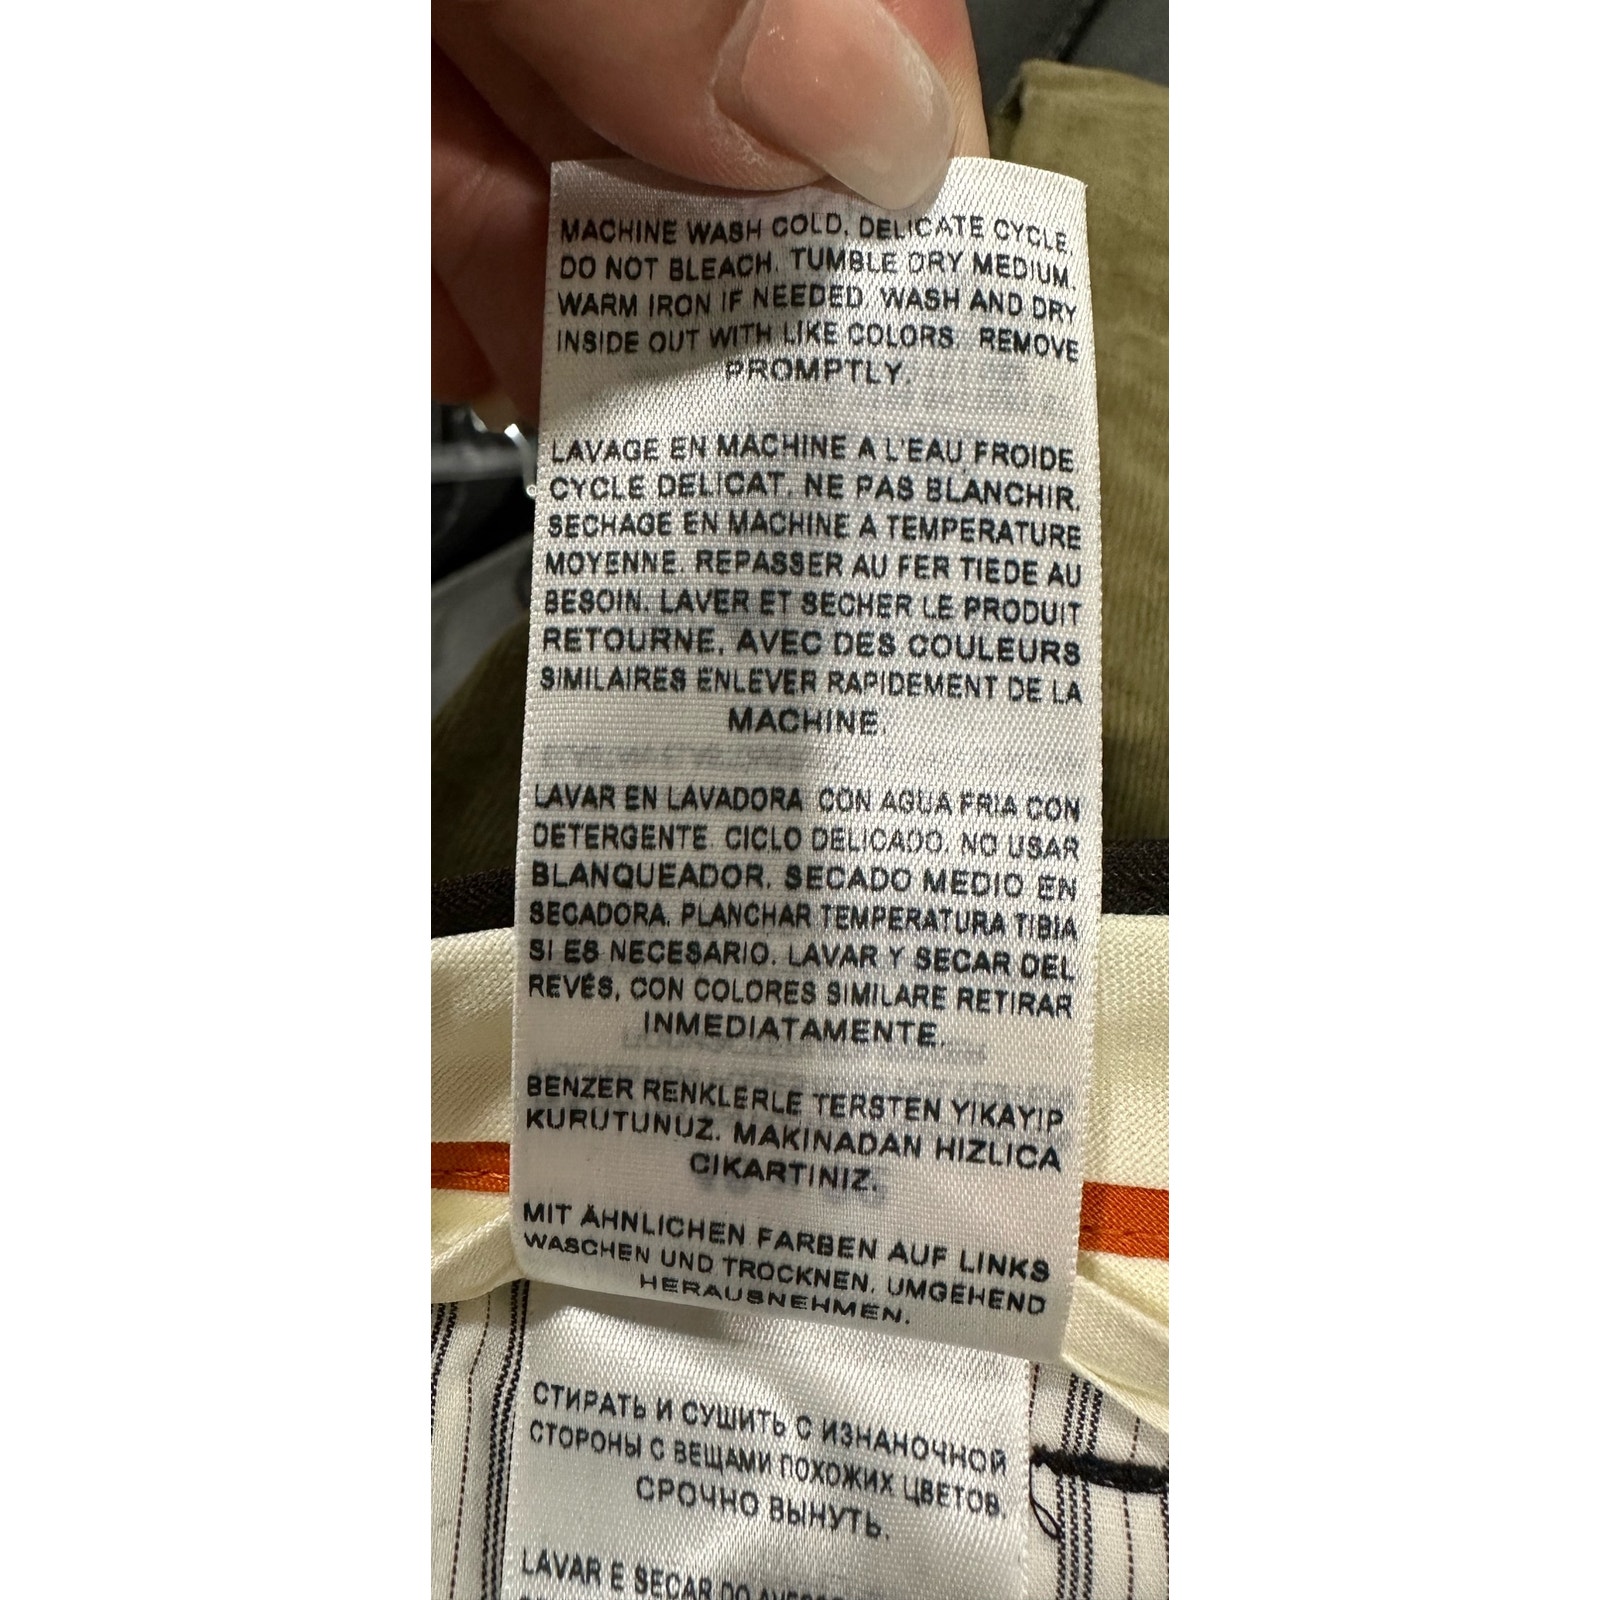 MACHINE WASH COLD, DELICATE CYCLE.
DO NOT BLEACH. TUMBLE DRY MEDIUM.
WARM IRON IF NEEDED. WASH AND DRY
INSIDE OUT WITH LIKE COLORS. REMOVE
PROMPTLY.
LAVAGE EN MACHINE A L'EAU FROIDE
CYCLE DELICAT. NE PAS BLANCHIR.
SECHAGE EN MACHINE A TEMPERATURE
MOYENNE. REPASSER AU FER TIEDE AU
BESOIN. LAVER ET SECHER LE PRODUIT
RETOURNE, AVEC DES COULEURS
SIMILAIRES ENLEVER RAPIDEMENT DE LA
MACHINE.
LAVAR EN LAVADORA CON AGUA FRIA CON
DETERGENTE. CICLO DELICADO. NO USAR
BLANQUEADOR. SECADO MEDIO EN
SECADORA. PLANCHAR TEMPERATURA TIBIA
SI ES NECESARIO. LAVAR Y SECAR DEL
REVÉS, CON COLORES SIMILARE RETIRAR
INMEDIATAMENTE.
BENZER RENKLERLE TERSTEN YIKAYIP
KURUTUNUZ. MAKINADAN HIZLICA
CIKARTINIZ.
MIT ÄHNLICHEN FARBEN AUF LINKS
WASCHEN UND TROCKNEN. UMGEHEND
HERAUSNEHMEN.
СТИРАТЬ И СУШИТЬ С ИЗНАНОЧНОЙ
СТОРОНЫ С ВЕЩАМИ ПОХОЖИХ ЦВЕТОВ.
СРОЧНО ВЫНУТЬ.
LAVAR E SECAR DO